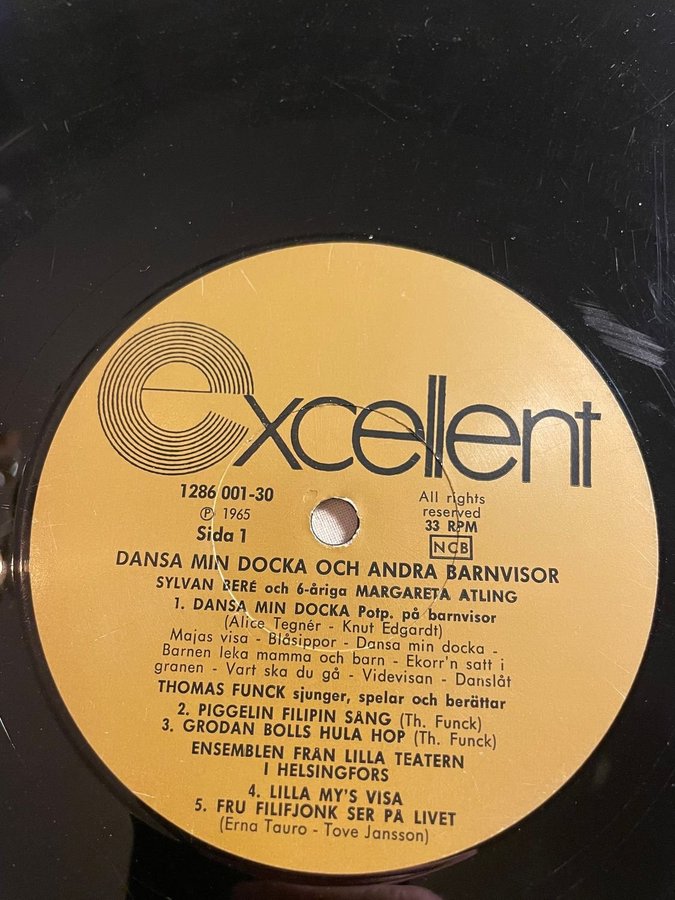 excellent
1286 001-30
℗ 1965
Sida 1
All rights
reserved
33 RPM
NCB
DANSA MIN DOCKA OCH ANDRA BARNVISOR
SYLVAN BERÉ och 6-åriga MARGARETA ATLING
1. DANSA MIN DOCKA Potp. på barnvisor
(Alice Tegnér - Knut Edgardt)
Majas visa - Blåsippor - Dansa min docka -
Barnen leka mamma och barn - Ekorr'n satt i
granen - Vart ska du gå - Videvisan - Danslåt
THOMAS FUNCK sjunger, spelar och berättar
2. PIGGELIN FILIPIN SÅNG (Th. Funck)
3. GRODAN BOLLS HULA HOP (Th. Funck)
ENSEMBLEN FRÅN LILLA TEATERN
I HELSINGFORS
4. LILLA MY'S VISA
5. FRU FILIFJONK SER PÅ LIVET
(Erna Tauro - Tove Jansson)